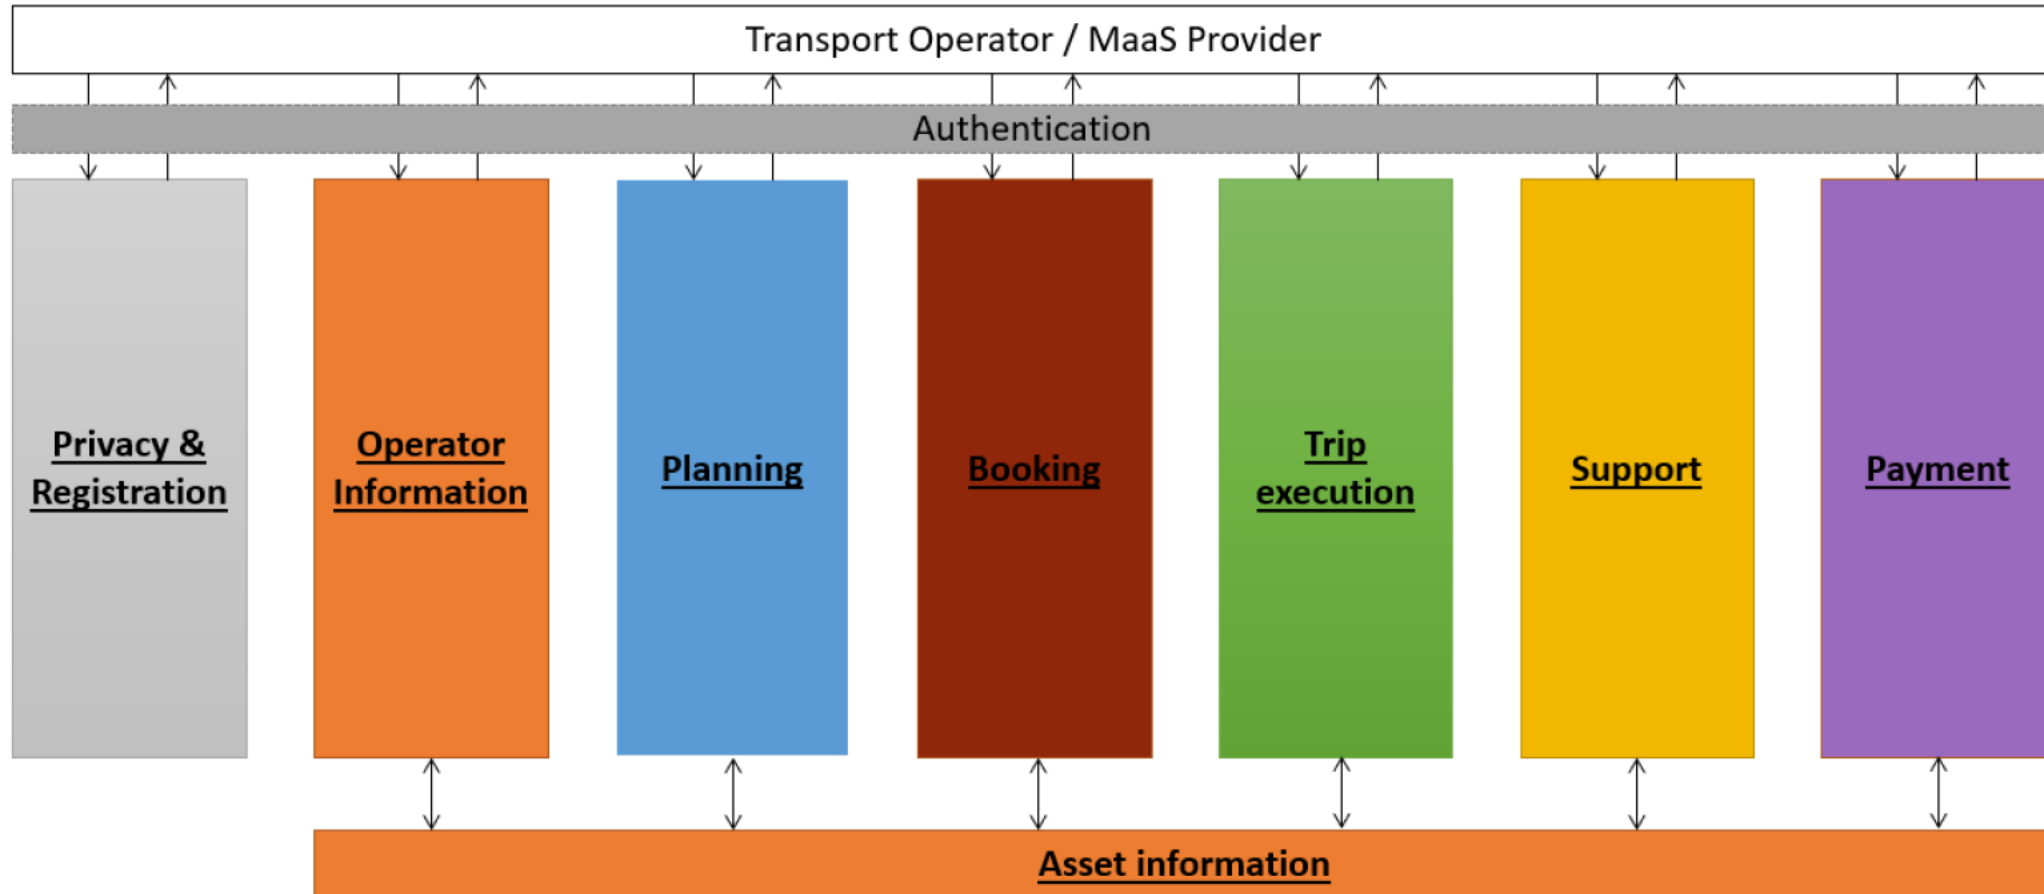 Transport Operator / MaaS Provider
Authentication
Privacy &
Registration
Operator
Information
Planning
Booking
Trip
execution
Support
Payment
Asset information